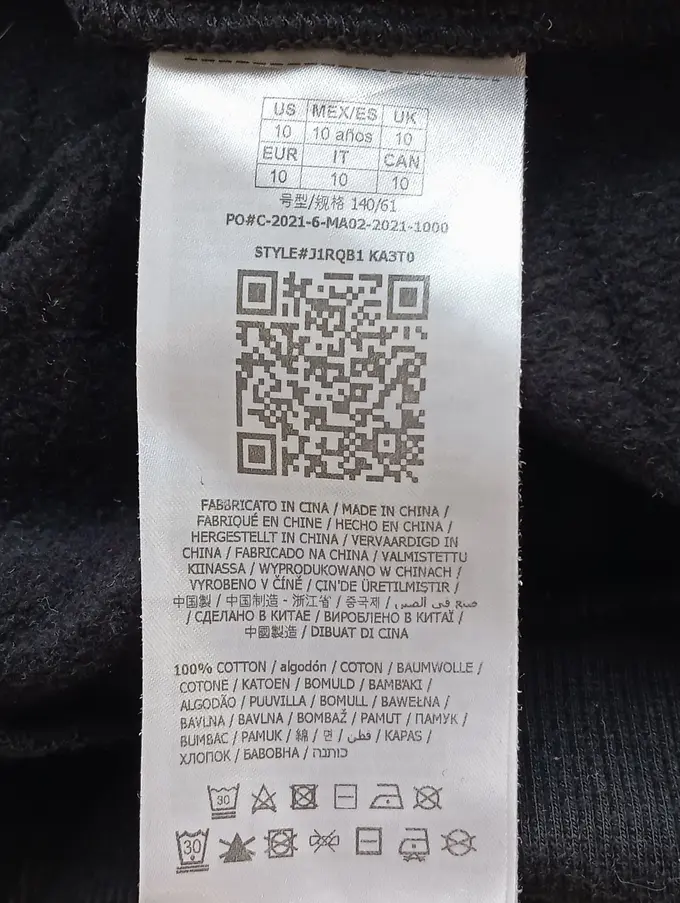 US MEX/ES UK
10 10 años 10
EUR IT CAN
10 10 10
号型/规格 140/61
PO#C-2021-6-MA02-2021-1000
STYLE#J1RQB1 KA3T0
FABBRICATO IN CINA / MADE IN CHINA /
FABRIQUÉ EN CHINE / HECHO EN CHINA /
HERGESTELLT IN CHINA / VERVAARDIGD IN
CHINA / FABRICADO NA CHINA / VALMISTETTU
KIINASSA / WYPRODUKOWANO W CHINACH /
VYROBENO V ČÍNĚ / ÇIN'DE ÜRETILMISTIR /
中国製 / 中国制造 - 浙江省 / 중국제 / صنع في الصين
/ СДЕЛАНО В КИТАЕ / ВИРОБЛЕНО В КИТАЇ /
中國製造 / DIBUAT DI CINA
100% COTTON / algodón / COTON / BAUMWOLLE /
COTONE / KATOEN / BOMULD / BAMBAKI /
ALGODÃO / PUUVILLA / BOMULL / BAWEŁNA /
BAVLNA / BAVLNA / BOMBAŽ / PAMUT / ПАМУК /
BUMBAC / PAMUK / 綿 / 면 / قطن / KAPAS /
ХЛОПОК / БАВОВНА / כותנה
30
30